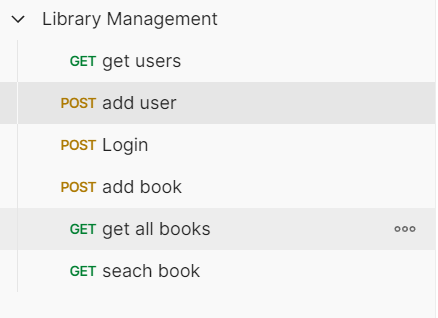 Library Management
GET get users
POST add user
POST Login
POST add book
GET get all books
GET seach book